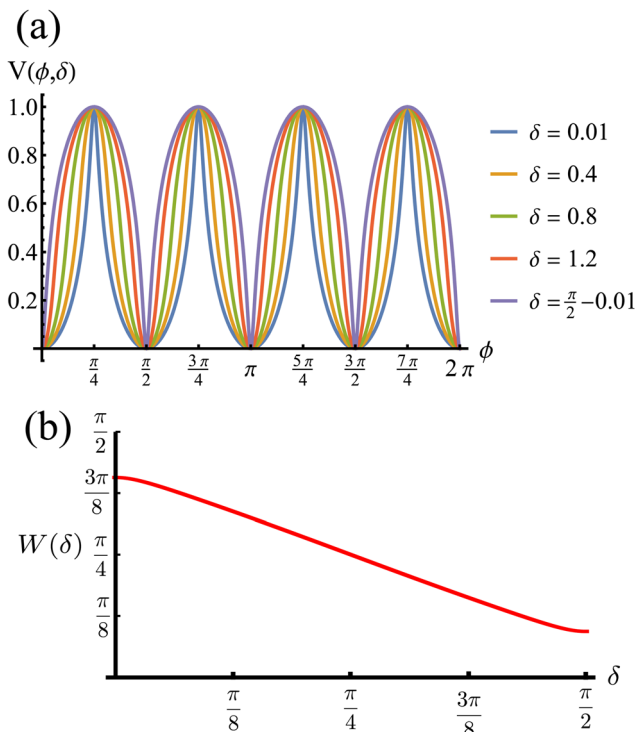 (a)
V(ϕ,δ)
1.0
0.8
0.6
0.4
0.2
π/4 π/2 3π/4 π 5π/4 3π/2 7π/4 2π ϕ
δ = 0.01
δ = 0.4
δ = 0.8
δ = 1.2
δ = π/2 − 0.01
(b)
π/2
3π/8
W(δ) π/4
π/8
π/8 π/4 3π/8 π/2 δ